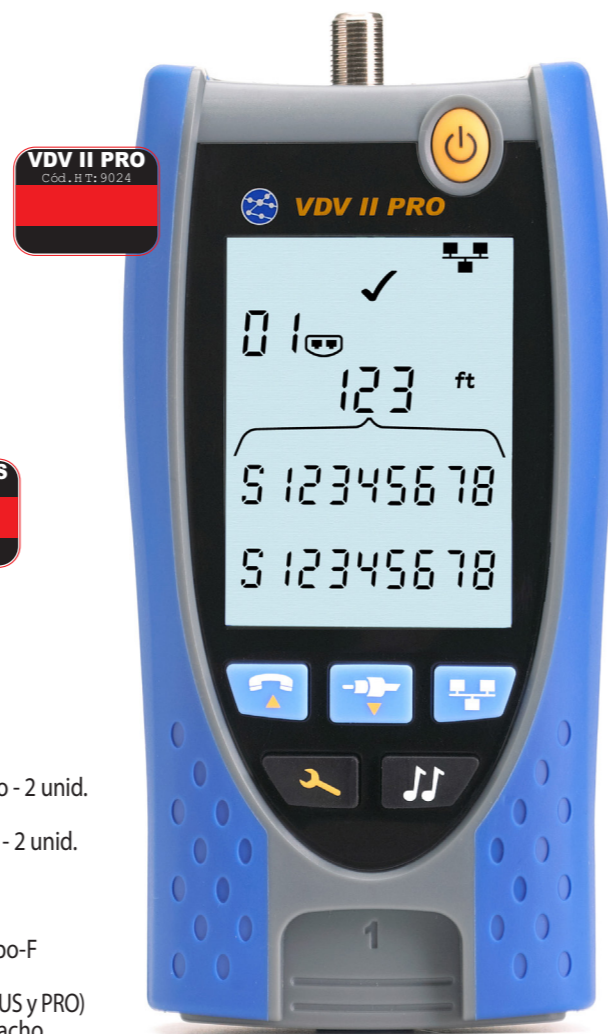 VDV II PRO
Cód.HT:9024
VDV II PRO
01
123 ft
S 12345678
S 12345678
S
- 2 unid.
- 2 unid.
o-F
US y PRO)
acho
1